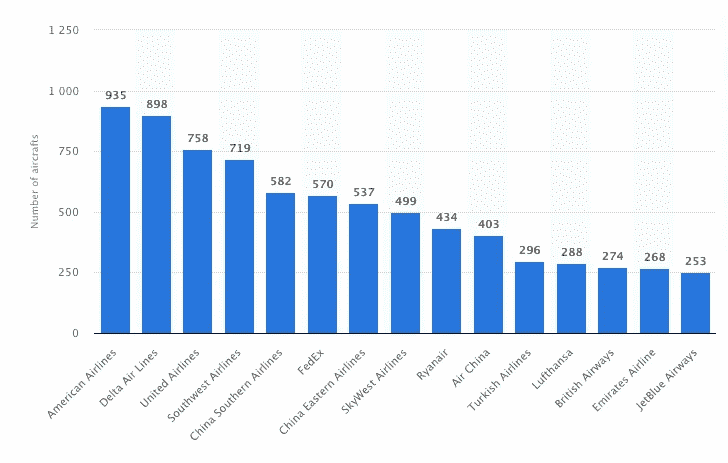 1 250
1 000
750
500
250
0
Number of aircrafts
935
898
758
719
582
570
537
499
434
403
296
288
274
268
253
American Airlines
Delta Air Lines
United Airlines
Southwest Airlines
China Southern Airlines
FedEx
China Eastern Airlines
SkyWest Airlines
Ryanair
Air China
Turkish Airlines
Lufthansa
British Airways
Emirates Airline
JetBlue Airways